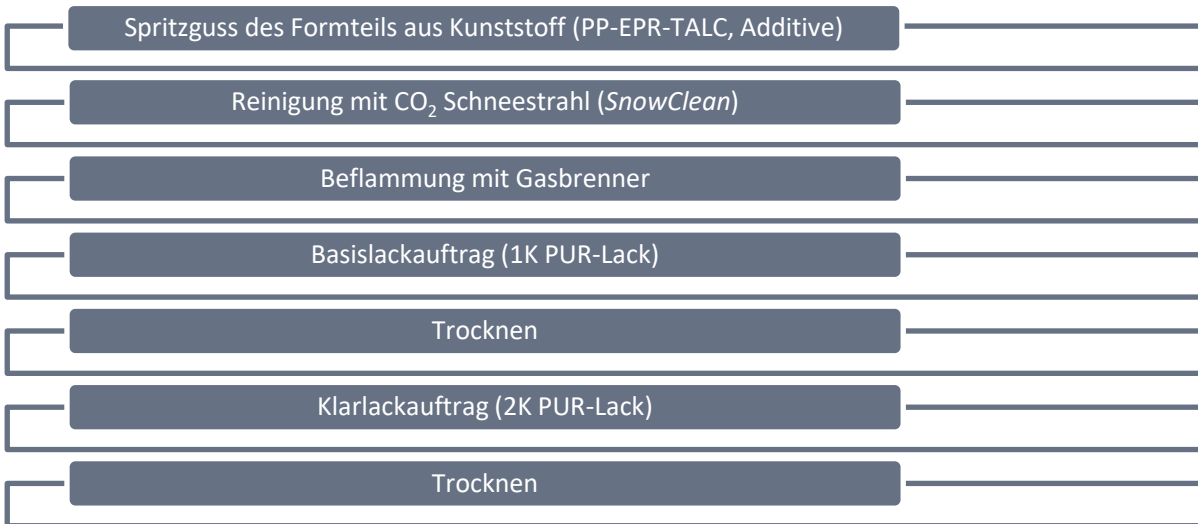 Spritzguss des Formteils aus Kunststoff (PP-EPR-TALC, Additive)
Reinigung mit CO₂ Schneestrahl (SnowClean)
Beflammung mit Gasbrenner
Basislackauftrag (1K PUR-Lack)
Trocknen
Klarlackauftrag (2K PUR-Lack)
Trocknen